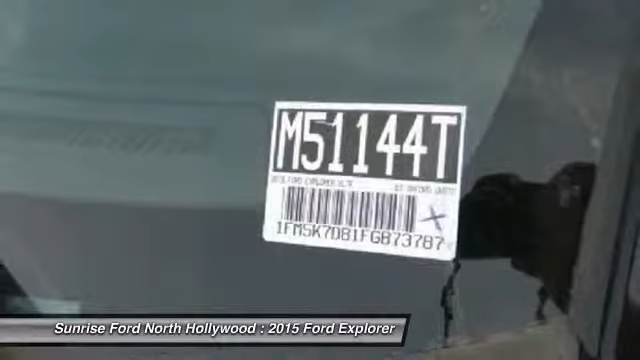 M51144T
1FM5K7D81FGB73787
Sunrise Ford North Hollywood : 2015 Ford Explorer